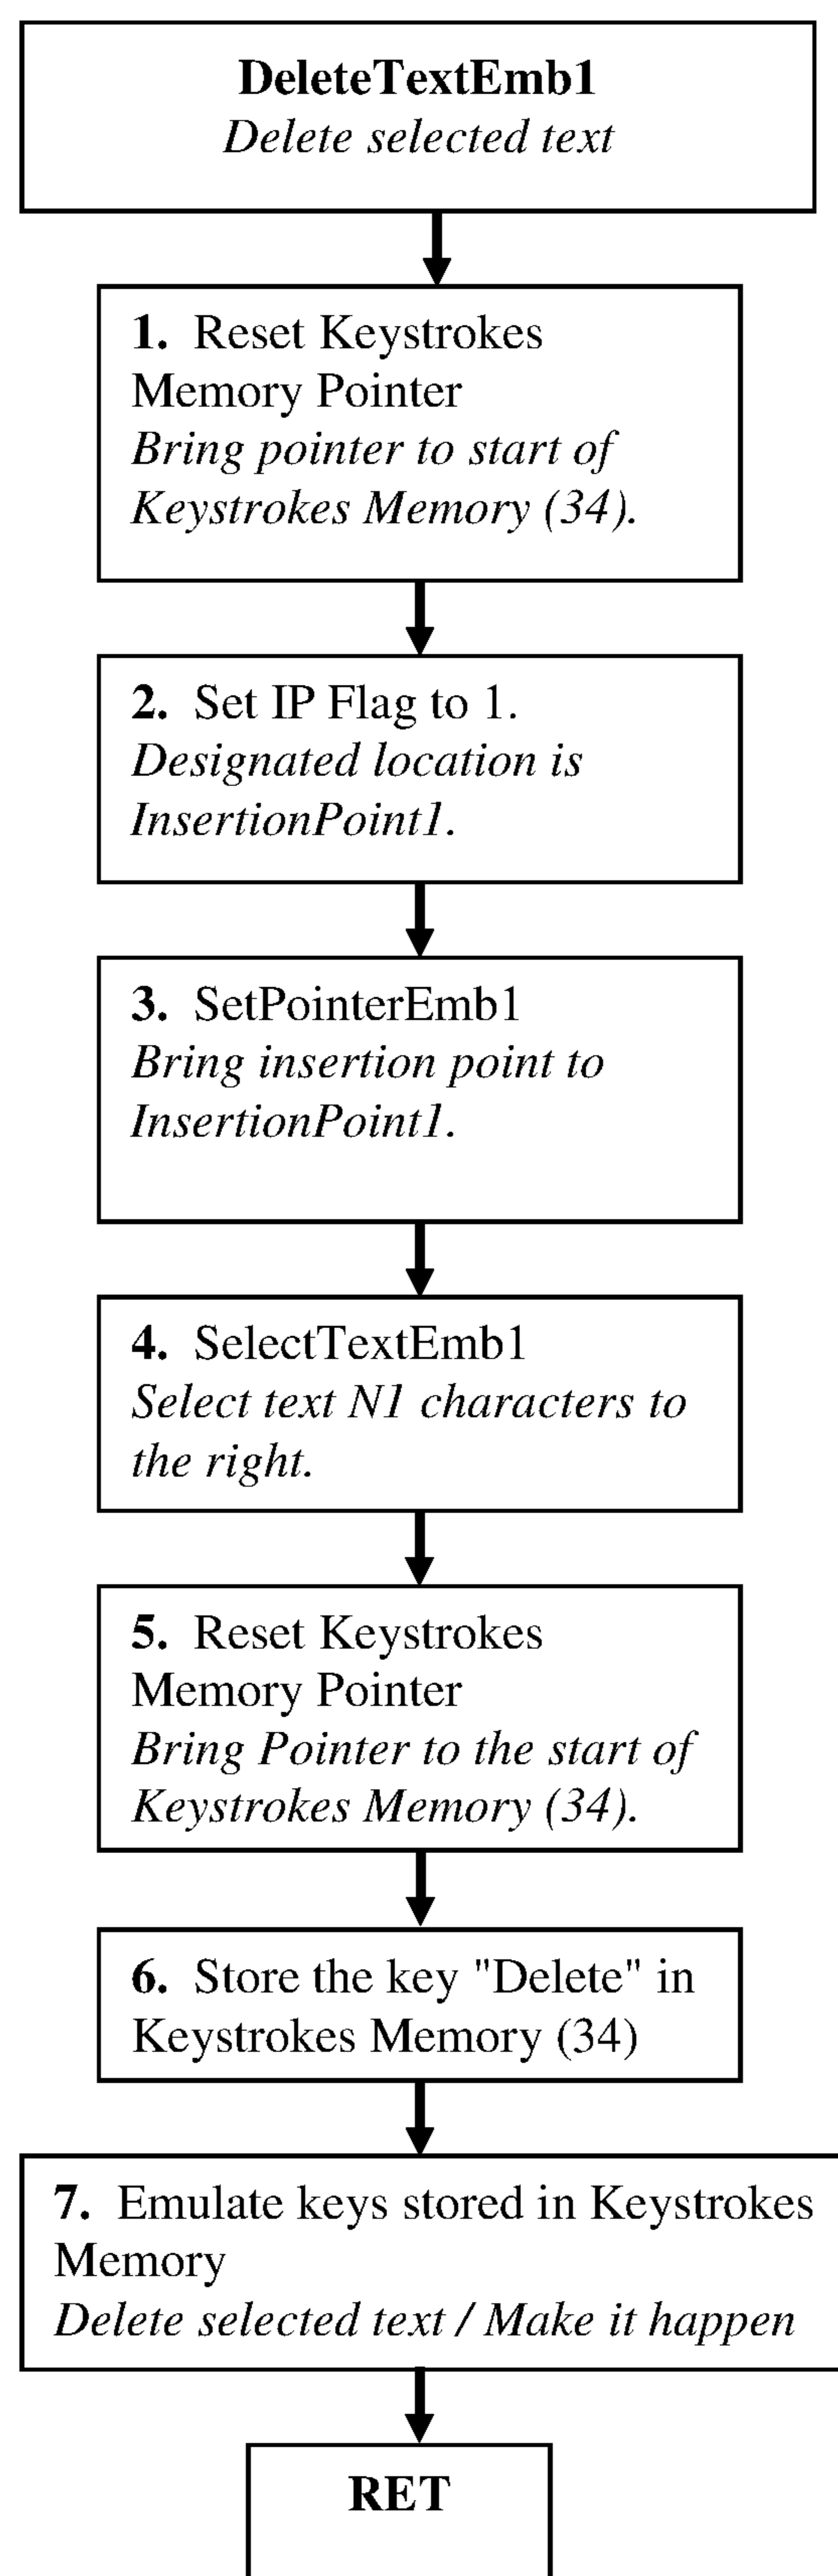 DeleteTextEmb1
Delete selected text
1. Reset Keystrokes
Memory Pointer
Bring pointer to start of
Keystrokes Memory (34).
2. Set IP Flag to 1.
Designated location is
InsertionPoint1.
3. SetPointerEmb1
Bring insertion point to
InsertionPoint1.
4. SelectTextEmb1
Select text N1 characters to
the right.
5. Reset Keystrokes
Memory Pointer
Bring Pointer to the start of
Keystrokes Memory (34).
6. Store the key "Delete" in
Keystrokes Memory (34)
7. Emulate keys stored in Keystrokes
Memory
Delete selected text / Make it happen
RET